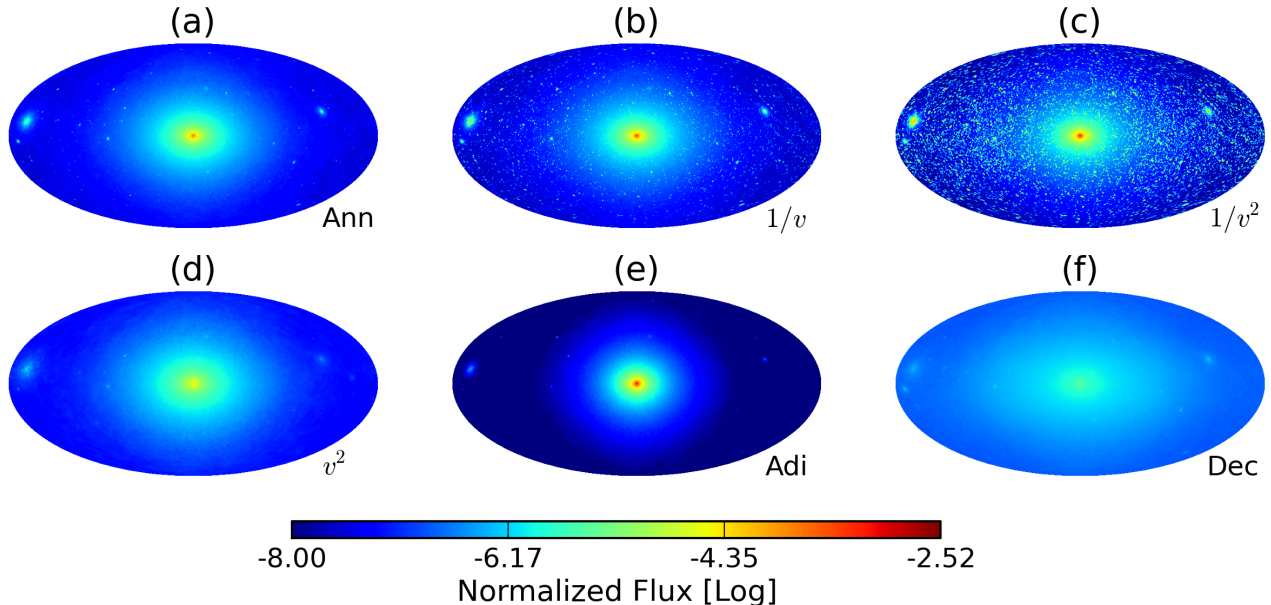 (a) (b) (c)
Ann 1/v 1/v²
(d) (e) (f)
v² Adi Dec
-8.00 -6.17 -4.35 -2.52
Normalized Flux [Log]